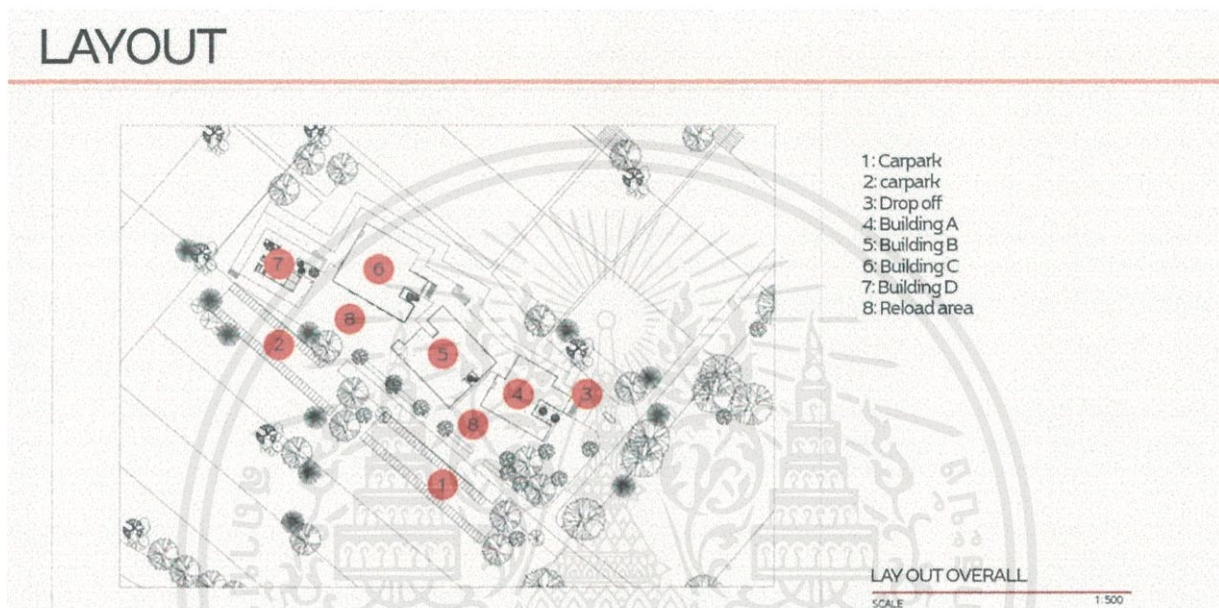 LAYOUT
1: Carpark
2: carpark
3: Drop off
4: Building A
5: Building B
6: Building C
7: Building D
8: Reload area
7
6
8
2
5
4
3
8
1
LAY OUT OVERALL
SCALE 1:500